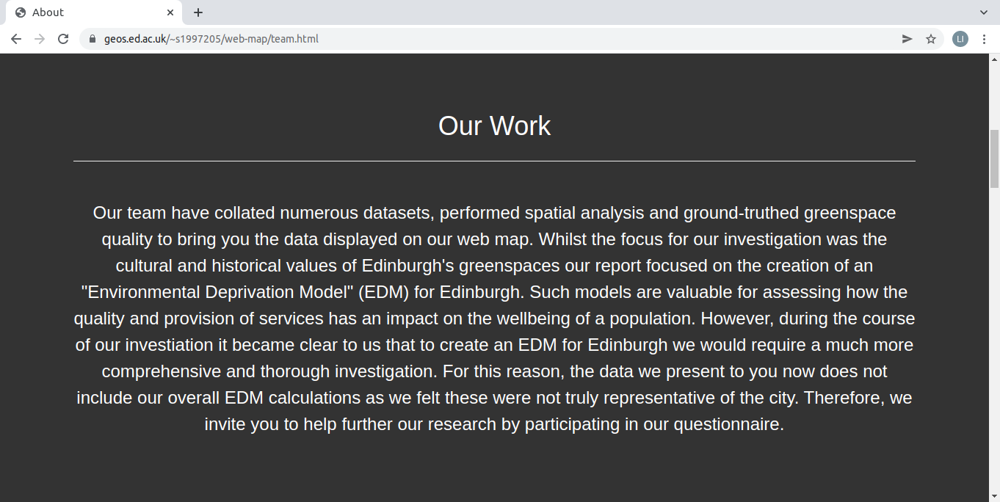 About
geos.ed.ac.uk/~s1997205/web-map/team.html
LI
Our Work
Our team have collated numerous datasets, performed spatial analysis and ground-truthed greenspace
quality to bring you the data displayed on our web map. Whilst the focus for our investigation was the
cultural and historical values of Edinburgh's greenspaces our report focused on the creation of an
"Environmental Deprivation Model" (EDM) for Edinburgh. Such models are valuable for assessing how the
quality and provision of services has an impact on the wellbeing of a population. However, during the course
of our investiation it became clear to us that to create an EDM for Edinburgh we would require a much more
comprehensive and thorough investigation. For this reason, the data we present to you now does not
include our overall EDM calculations as we felt these were not truly representative of the city. Therefore, we
invite you to help further our research by participating in our questionnaire.